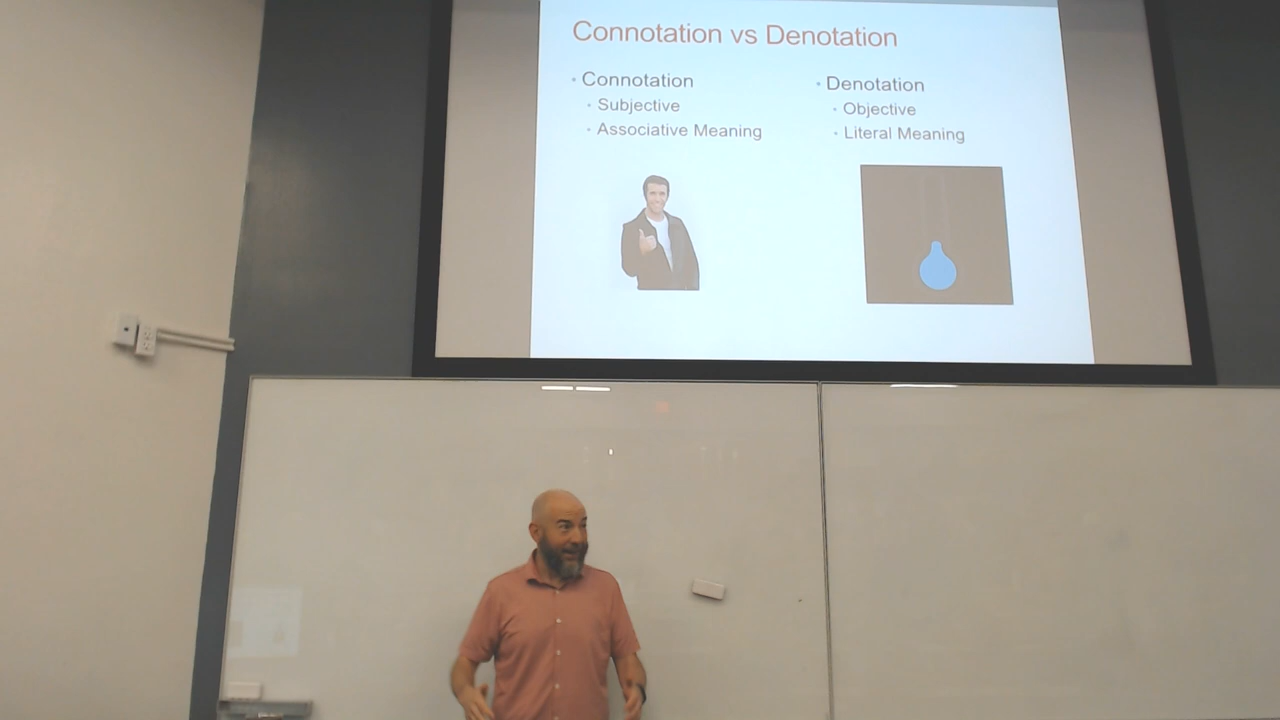 Connotation vs Denotation
• Connotation
• Subjective
• Associative Meaning
• Denotation
• Objective
• Literal Meaning